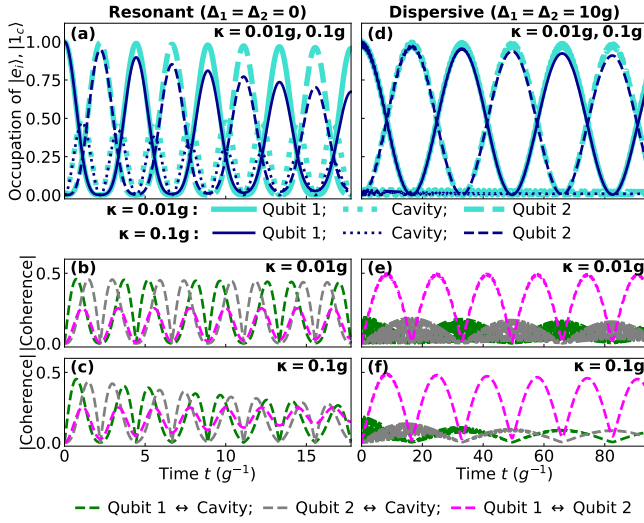 Resonant (Δ₁ = Δ₂ = 0)
Dispersive (Δ₁ = Δ₂ = 10g)
Occupation of |eᵢ⟩, |1_c⟩
1.00
0.75
0.50
0.25
0.00
(a) κ = 0.01g, 0.1g
(d) κ = 0.01g, 0.1g
κ = 0.01g : Qubit 1; Cavity; Qubit 2
κ = 0.1g : Qubit 1; Cavity; Qubit 2
|Coherence|
0.5
0.0
(b) κ = 0.01g
(e) κ = 0.01g
|Coherence|
0.5
0.0
(c) κ = 0.1g
(f) κ = 0.1g
0 5 10 15
0 20 40 60 80
Time t (g⁻¹)
Time t (g⁻¹)
Qubit 1 ↔ Cavity; Qubit 2 ↔ Cavity; Qubit 1 ↔ Qubit 2